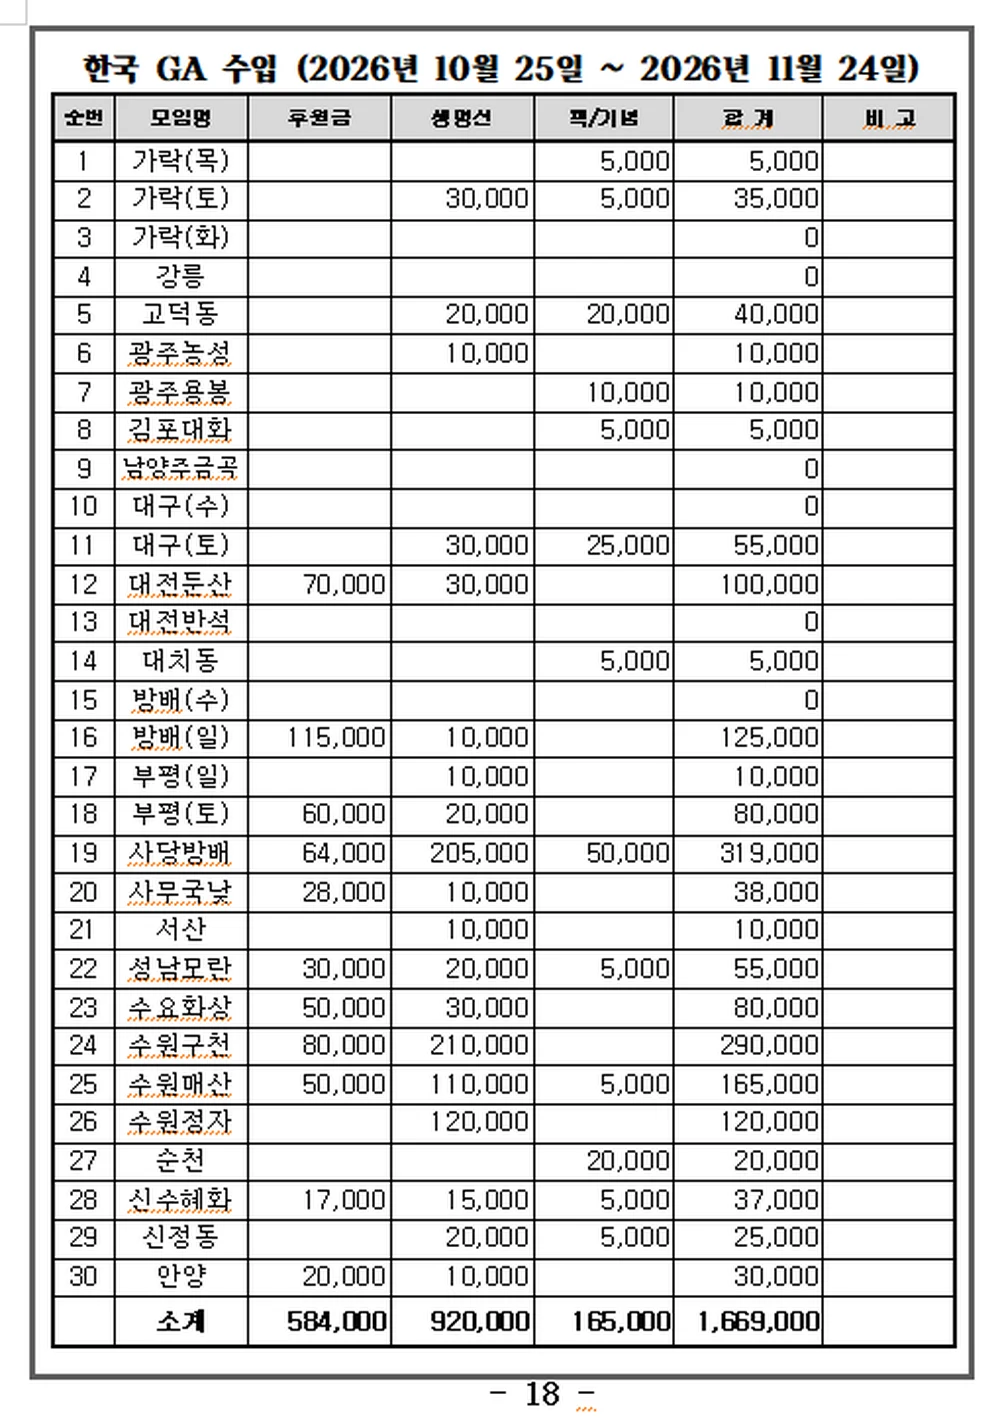 한국 GA 수입 (2026년 10월 25일 ~ 2026년 11월 24일)
순번 모임명 후원금 생명선 책/기념 합 계 비 고
1 가락(목) 5,000 5,000
2 가락(토) 30,000 5,000 35,000
3 가락(화) 0
4 강릉 0
5 고덕동 20,000 20,000 40,000
6 광주농성 10,000 10,000
7 광주용봉 10,000 10,000
8 김포대화 5,000 5,000
9 남양주금곡 0
10 대구(수) 0
11 대구(토) 30,000 25,000 55,000
12 대전둔산 70,000 30,000 100,000
13 대전반석 0
14 대치동 5,000 5,000
15 방배(수) 0
16 방배(일) 115,000 10,000 125,000
17 부평(일) 10,000 10,000
18 부평(토) 60,000 20,000 80,000
19 사당방배 64,000 205,000 50,000 319,000
20 사무국낮 28,000 10,000 38,000
21 서산 10,000 10,000
22 성남모란 30,000 20,000 5,000 55,000
23 수요화상 50,000 30,000 80,000
24 수원구천 80,000 210,000 290,000
25 수원매산 50,000 110,000 5,000 165,000
26 수원정자 120,000 120,000
27 순천 20,000 20,000
28 신수혜화 17,000 15,000 5,000 37,000
29 신정동 20,000 5,000 25,000
30 안양 20,000 10,000 30,000
소계 584,000 920,000 165,000 1,669,000
- 18 -